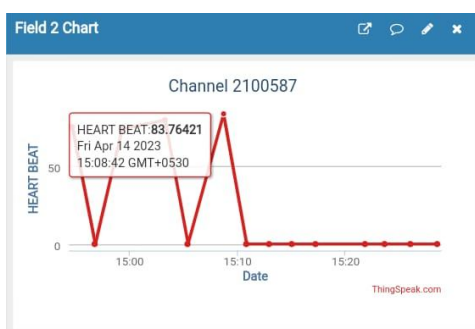 Field 2 Chart
Channel 2100587
HEART BEAT:83.76421
Fri Apr 14 2023
15:08:42 GMT+0530
HEART BEAT
50
0
15:00
15:10
15:20
Date
ThingSpeak.com